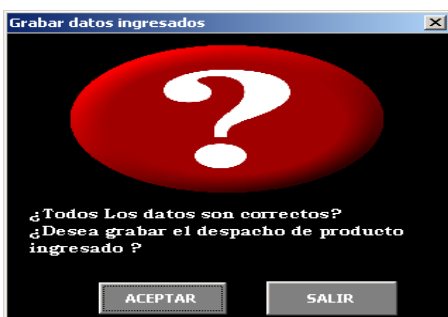 Grabar datos ingresados
?
¿Todos Los datos son correctos?
¿Desea grabar el despacho de producto
ingresado ?
ACEPTAR SALIR